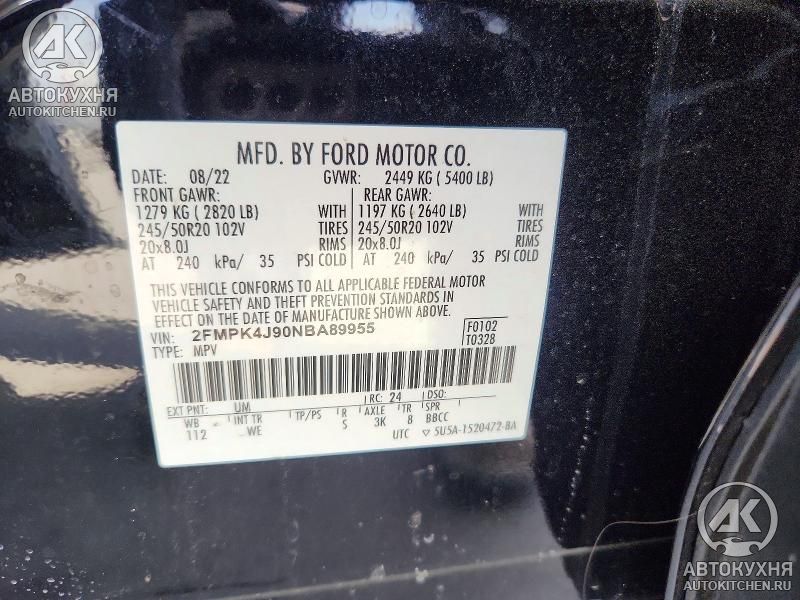 AK
АВТОКУХНЯ
AUTOKITCHEN.RU
MFD. BY FORD MOTOR CO.
DATE: 08/22 GVWR: 2449 KG ( 5400 LB)
FRONT GAWR: REAR GAWR:
1279 KG ( 2820 LB) WITH 1197 KG ( 2640 LB) WITH
245/50R20 102V TIRES 245/50R20 102V TIRES
20x8.0J RIMS 20x8.0J RIMS
AT 240 kPa/ 35 PSI COLD AT 240 kPa/ 35 PSI COLD
THIS VEHICLE CONFORMS TO ALL APPLICABLE FEDERAL MOTOR
VEHICLE SAFETY AND THEFT PREVENTION STANDARDS IN
EFFECT ON THE DATE OF MANUFACTURE SHOWN ABOVE.
VIN: 2FMPK4J90NBA89955 F0102
TYPE: MPV T0328
EXT PNT: UM RC: 24 DSO:
WB INT TR TP/PS R AXLE TR SPR
112 WE S 3K 8 BBCC
UTC ▽5U5A-1520472-BA
AK
АВТОКУХНЯ
AUTOKITCHEN.RU